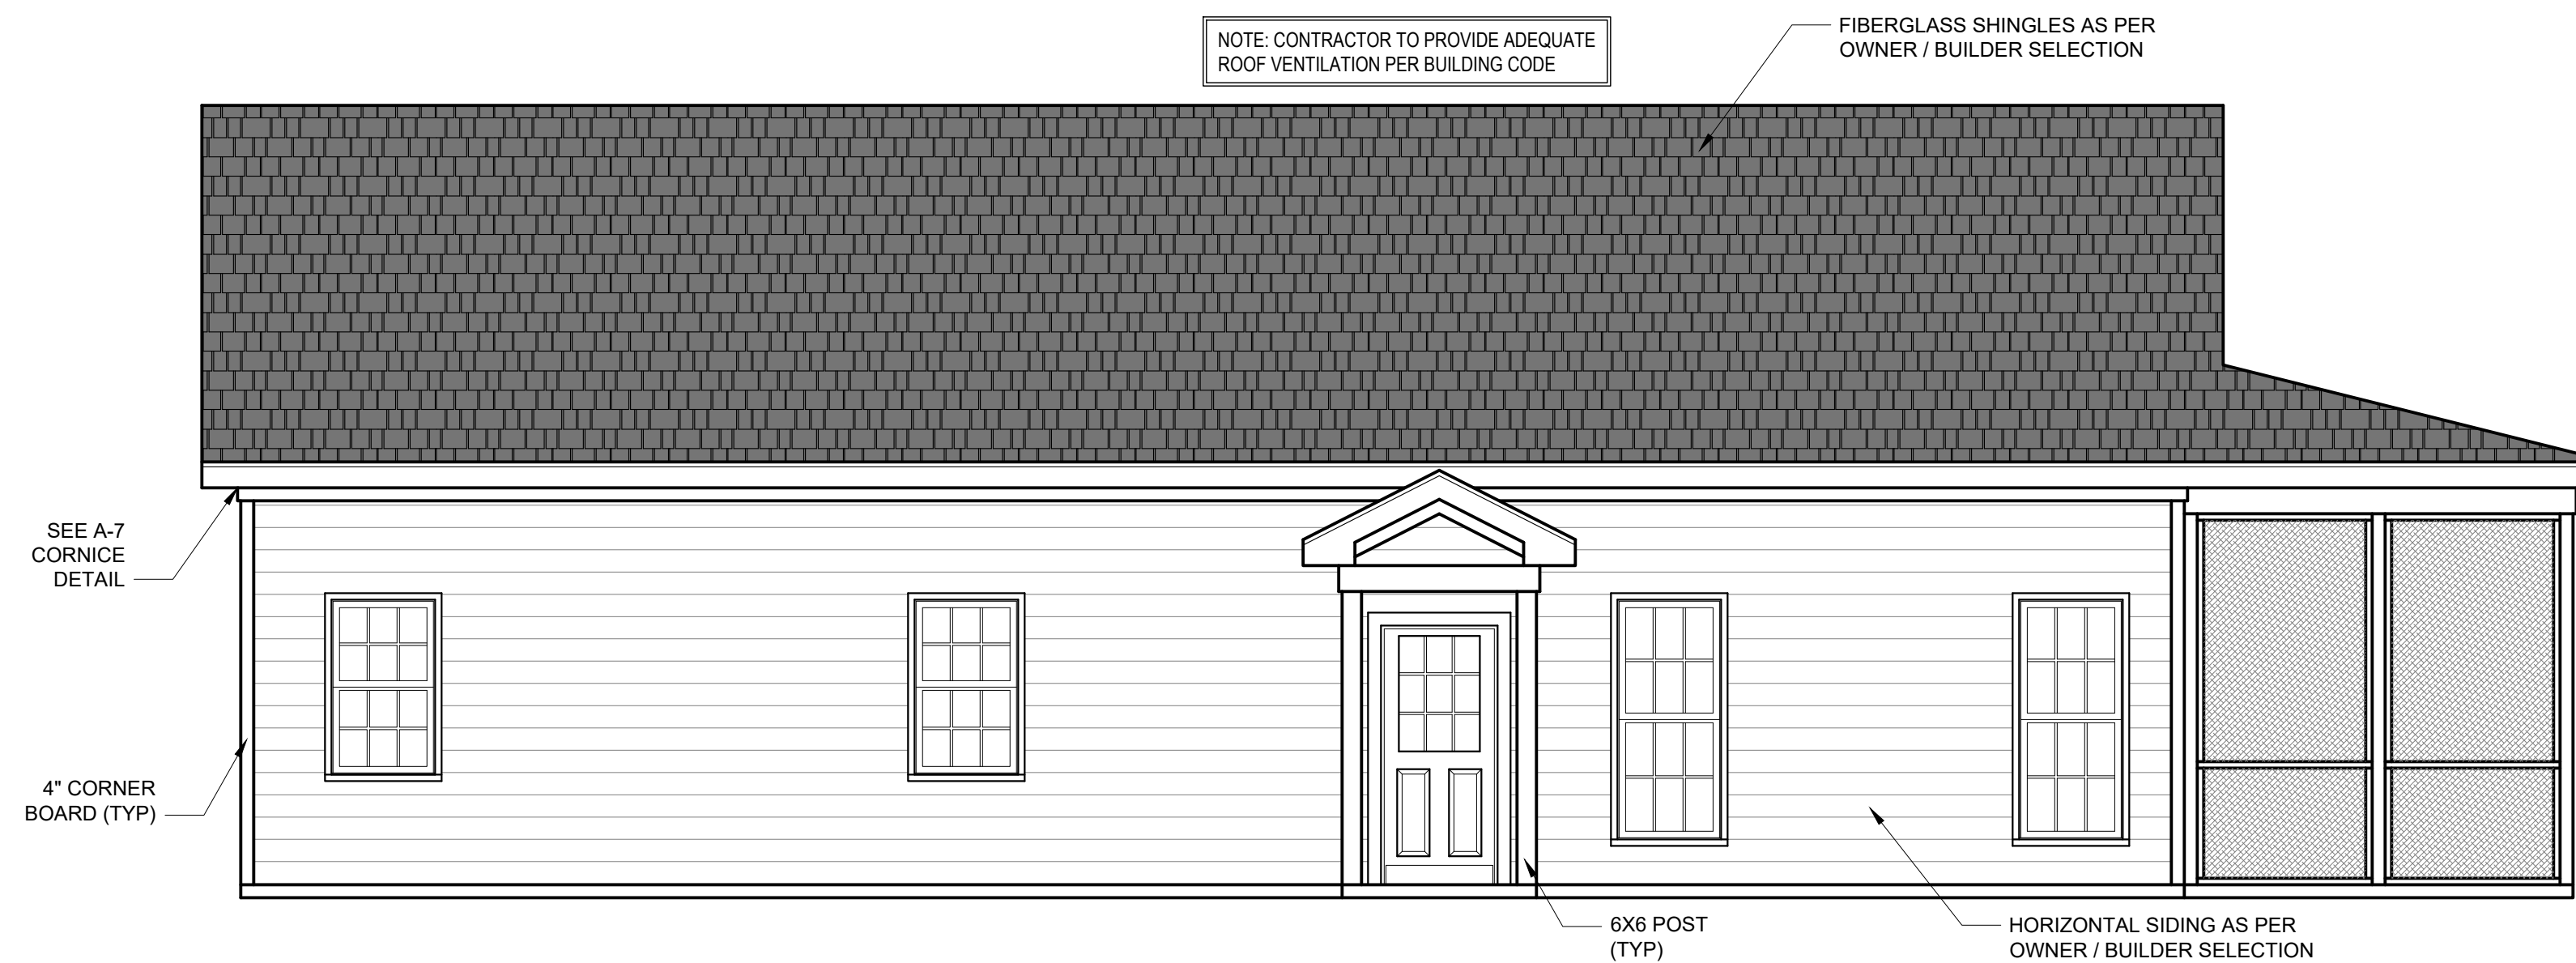 NOTE: CONTRACTOR TO PROVIDE ADEQUATE
ROOF VENTILATION PER BUILDING CODE
FIBERGLASS SHINGLES AS PER
OWNER / BUILDER SELECTION
SEE A-7
CORNICE
DETAIL
4" CORNER
BOARD (TYP)
6X6 POST
(TYP)
HORIZONTAL SIDING AS PER
OWNER / BUILDER SELECTION